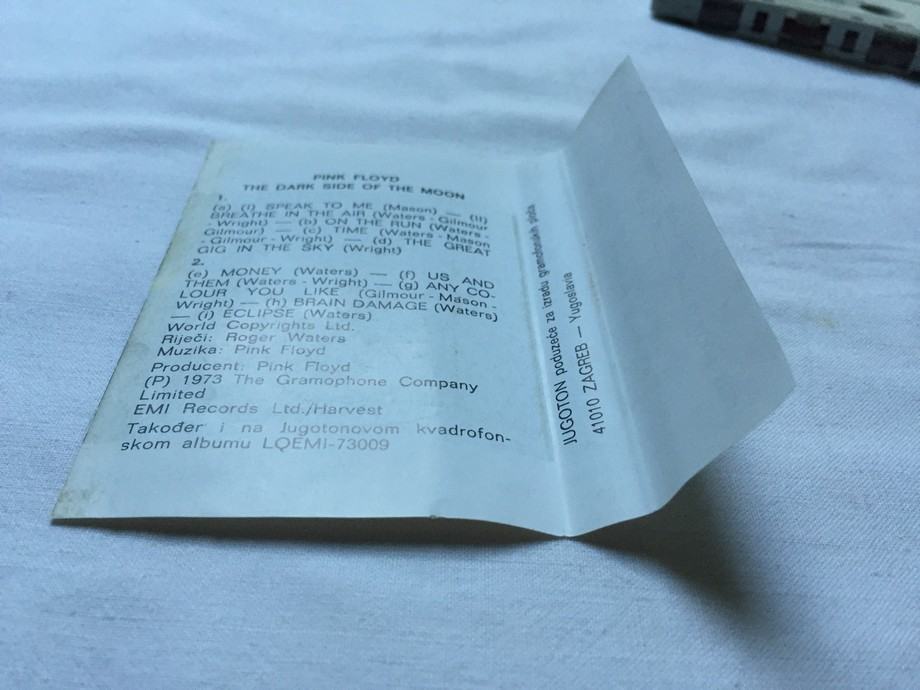 PINK FLOYD
THE DARK SIDE OF THE MOON
1.
(a) (I) SPEAK TO ME (Mason) — (II)
BREATHE IN THE AIR (Waters - Gilmour
- Wright) — (b) ON THE RUN (Waters -
Gilmour) — (c) TIME (Waters - Mason
- Gilmour - Wright) — (d) THE GREAT
GIG IN THE SKY (Wright)
2.
(e) MONEY (Waters) — (f) US AND
THEM (Waters - Wright) — (g) ANY CO-
LOUR YOU LIKE (Gilmour - Mason -
Wright) — (h) BRAIN DAMAGE (Waters)
— (i) ECLIPSE (Waters)
World Copyrights Ltd.
Riječi: Roger Waters
Muzika: Pink Floyd
Producent: Pink Floyd
(P) 1973 The Gramophone Company
Limited
EMI Records Ltd./Harvest
Također i na Jugotonovom kvadrofon-
skom albumu LQEMI-73009
JUGOTON poduzeće za izradu gramofonskih ploča
41010 ZAGREB — Yugoslavia